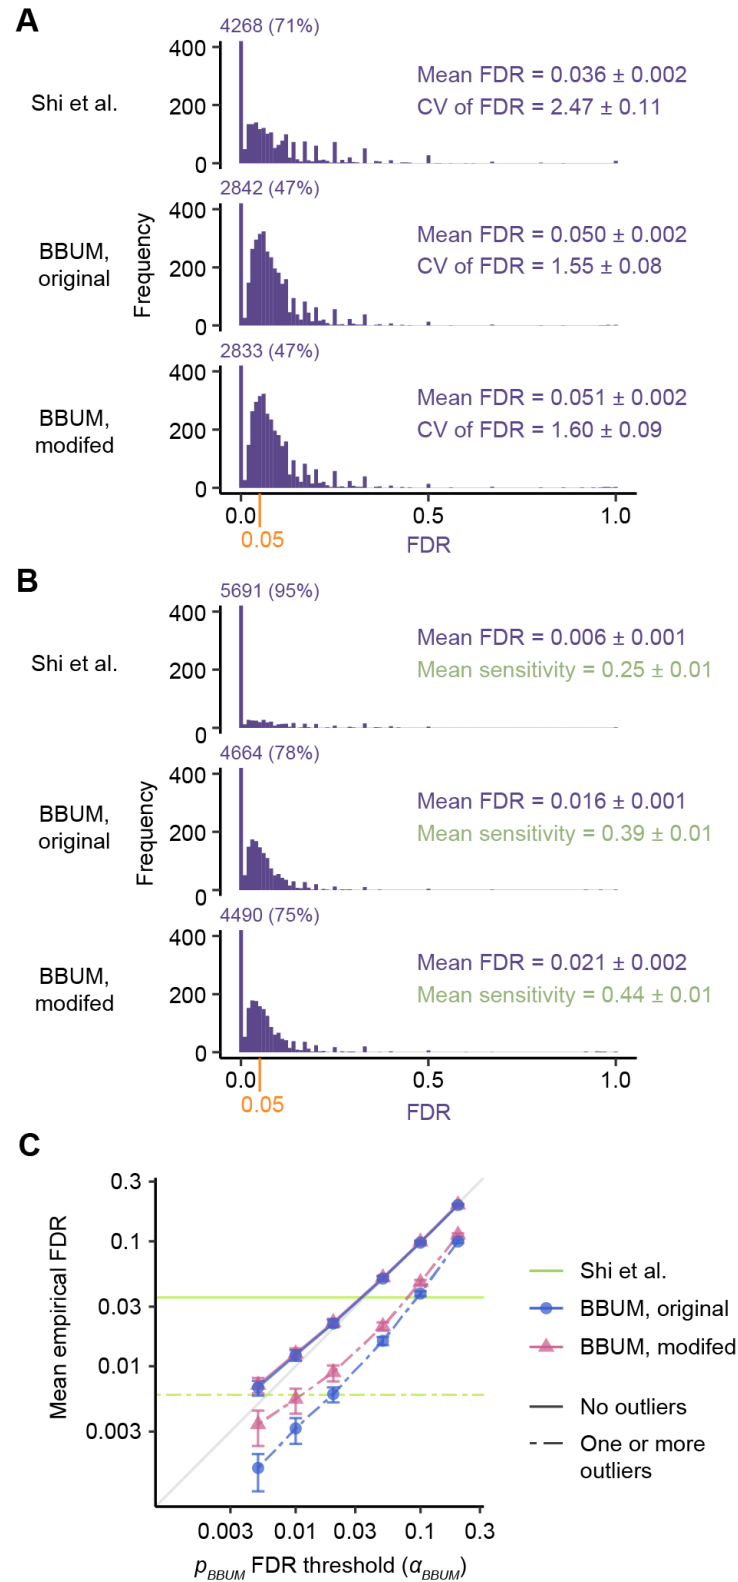 A
4268 (71%)
Shi et al.
400
200
0
Mean FDR = 0.036 ± 0.002
CV of FDR = 2.47 ± 0.11
2842 (47%)
BBUM,
original
400
200
0
Mean FDR = 0.050 ± 0.002
CV of FDR = 1.55 ± 0.08
Frequency
2833 (47%)
BBUM,
modifed
400
200
0
Mean FDR = 0.051 ± 0.002
CV of FDR = 1.60 ± 0.09
0.0
0.5
1.0
0.05
FDR
B
5691 (95%)
Shi et al.
400
200
0
Mean FDR = 0.006 ± 0.001
Mean sensitivity = 0.25 ± 0.01
4664 (78%)
BBUM,
original
400
200
0
Mean FDR = 0.016 ± 0.001
Mean sensitivity = 0.39 ± 0.01
Frequency
4490 (75%)
BBUM,
modifed
400
200
0
Mean FDR = 0.021 ± 0.002
Mean sensitivity = 0.44 ± 0.01
0.0
0.5
1.0
0.05
FDR
C
Mean empirical FDR
0.3
0.1
0.03
0.01
0.003
0.003
0.01
0.03
0.1
0.3
p_BBUM FDR threshold (α_BBUM)
Shi et al.
BBUM, original
BBUM, modifed
No outliers
One or more
outliers